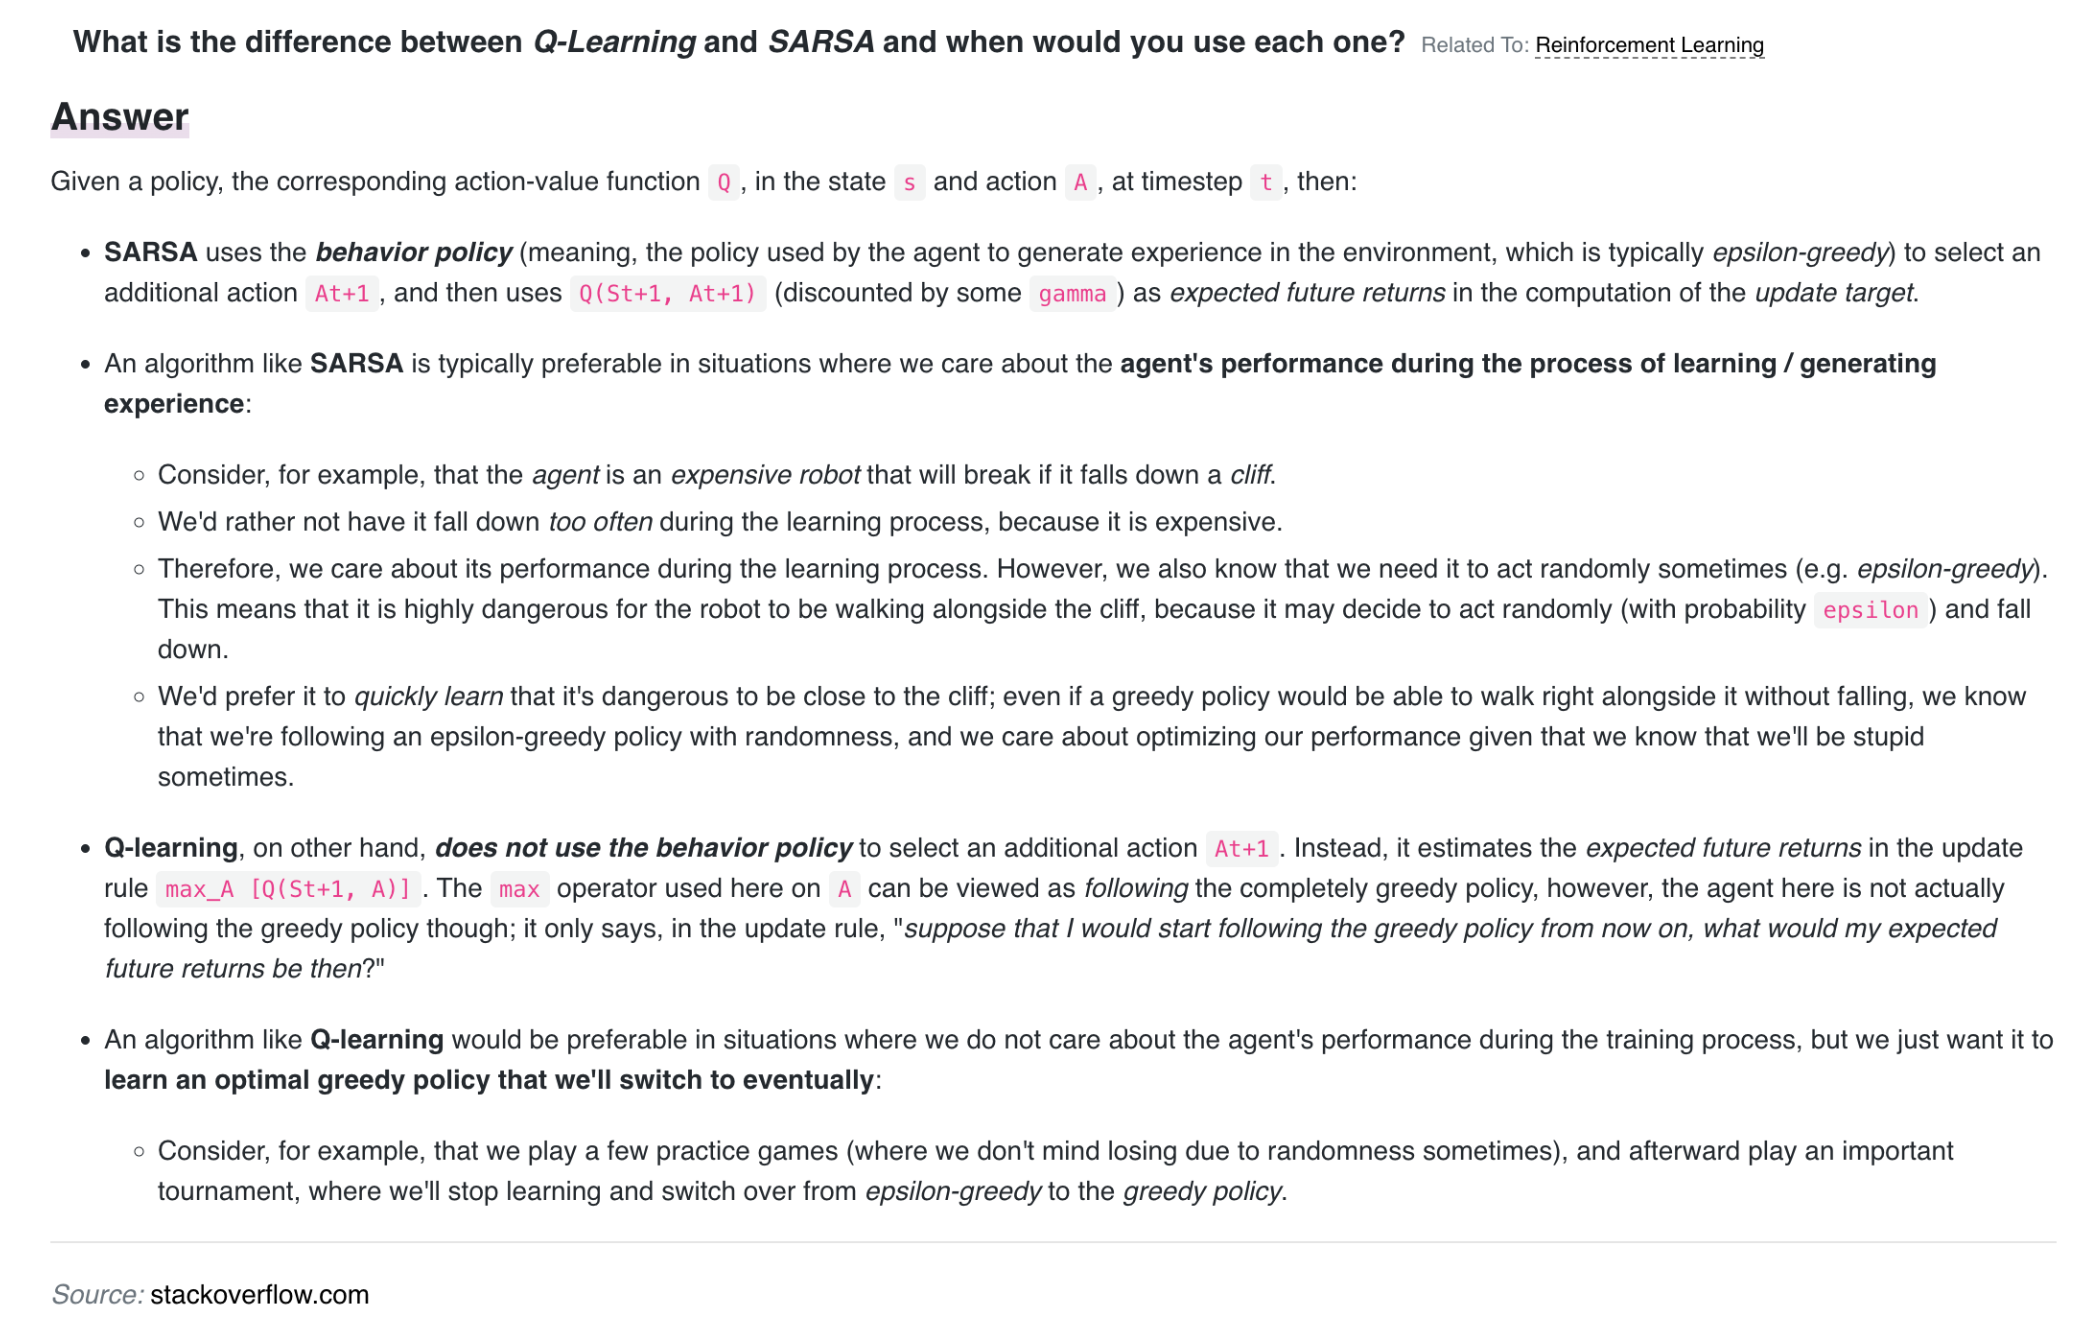 What is the difference between Q-Learning and SARSA and when would you use each one? Related To: Reinforcement Learning
Answer
Given a policy, the corresponding action-value function Q, in the state s and action A, at timestep t, then:
• SARSA uses the behavior policy (meaning, the policy used by the agent to generate experience in the environment, which is typically epsilon-greedy) to select an
additional action At+1, and then uses Q(St+1, At+1) (discounted by some gamma) as expected future returns in the computation of the update target.
• An algorithm like SARSA is typically preferable in situations where we care about the agent's performance during the process of learning / generating
experience:
◦ Consider, for example, that the agent is an expensive robot that will break if it falls down a cliff.
◦ We'd rather not have it fall down too often during the learning process, because it is expensive.
◦ Therefore, we care about its performance during the learning process. However, we also know that we need it to act randomly sometimes (e.g. epsilon-greedy).
This means that it is highly dangerous for the robot to be walking alongside the cliff, because it may decide to act randomly (with probability epsilon) and fall
down.
◦ We'd prefer it to quickly learn that it's dangerous to be close to the cliff; even if a greedy policy would be able to walk right alongside it without falling, we know
that we're following an epsilon-greedy policy with randomness, and we care about optimizing our performance given that we know that we'll be stupid
sometimes.
• Q-learning, on other hand, does not use the behavior policy to select an additional action At+1. Instead, it estimates the expected future returns in the update
rule max_A [Q(St+1, A)]. The max operator used here on A can be viewed as following the completely greedy policy, however, the agent here is not actually
following the greedy policy though; it only says, in the update rule, "suppose that I would start following the greedy policy from now on, what would my expected
future returns be then?"
• An algorithm like Q-learning would be preferable in situations where we do not care about the agent's performance during the training process, but we just want it to
learn an optimal greedy policy that we'll switch to eventually:
◦ Consider, for example, that we play a few practice games (where we don't mind losing due to randomness sometimes), and afterward play an important
tournament, where we'll stop learning and switch over from epsilon-greedy to the greedy policy.
Source: stackoverflow.com